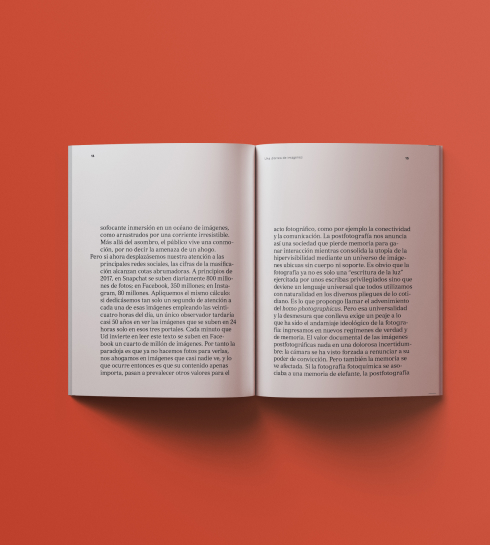 sofocante inmersión en un océano de imágenes,
como arrastrados por una corriente irresistible.
Más allá del asombro, el público vive una conmo-
ción, por no decir la amenaza de un ahogo.
Pero si ahora desplazásemos nuestra atención a las
principales redes sociales, las cifras de la masifica-
ción alcanzan cotas abrumadoras. A principios de
2017, en Snapchat se suben diariamente 800 millo-
nes de fotos; en Facebook, 350 millones; en Insta-
gram, 80 millones. Apliquemos el mismo cálculo:
si dedicásemos tan solo un segundo de atención a
cada una de esas imágenes empleando las veinti-
cuatro horas del día, un único observador tardaría
casi 50 años en ver las imágenes que se suben en 24
horas solo en esos tres portales. Cada minuto que
Ud invierte en leer este texto se suben en Face-
book un cuarto de millón de imágenes. Por tanto la
paradoja es que ya no hacemos fotos para verlas,
nos ahogamos en imágenes que casi nadie ve, y lo
que ocurre entonces es que su contenido apenas
importa, pasan a prevalecer otros valores para el
acto fotográfico, como por ejemplo la conectividad
y la comunicación. La postfotografía nos anuncia
así una sociedad que pierde memoria para ga-
nar interacción mientras consolida la utopía de la
hipervisibilidad mediante un universo de imáge-
nes ubicuas sin cuerpo ni soporte. Es obvio que la
fotografía ya no es solo una "escritura de la luz"
ejercitada por unos escribas privilegiados sino que
deviene un lenguaje universal que todos utilizamos
con naturalidad en los diversos pliegues de lo coti-
diano. Es lo que propongo llamar el advenimiento
del homo photographicus. Pero esa universalidad
y la desmesura que conlleva exige un peaje a lo
que ha sido el andamiaje ideológico de la fotogra-
fía: ingresamos en nuevos regímenes de verdad y
de memoria. El valor documental de las imágenes
postfotográficas nada en una dolorosa incertidum-
bre: la cámara se ha visto forzada a renunciar a su
poder de convicción. Pero también la memoria se
ve afectada. Si la fotografía fotoquímica se aso-
ciaba a una memoria de elefante, la postfotografía